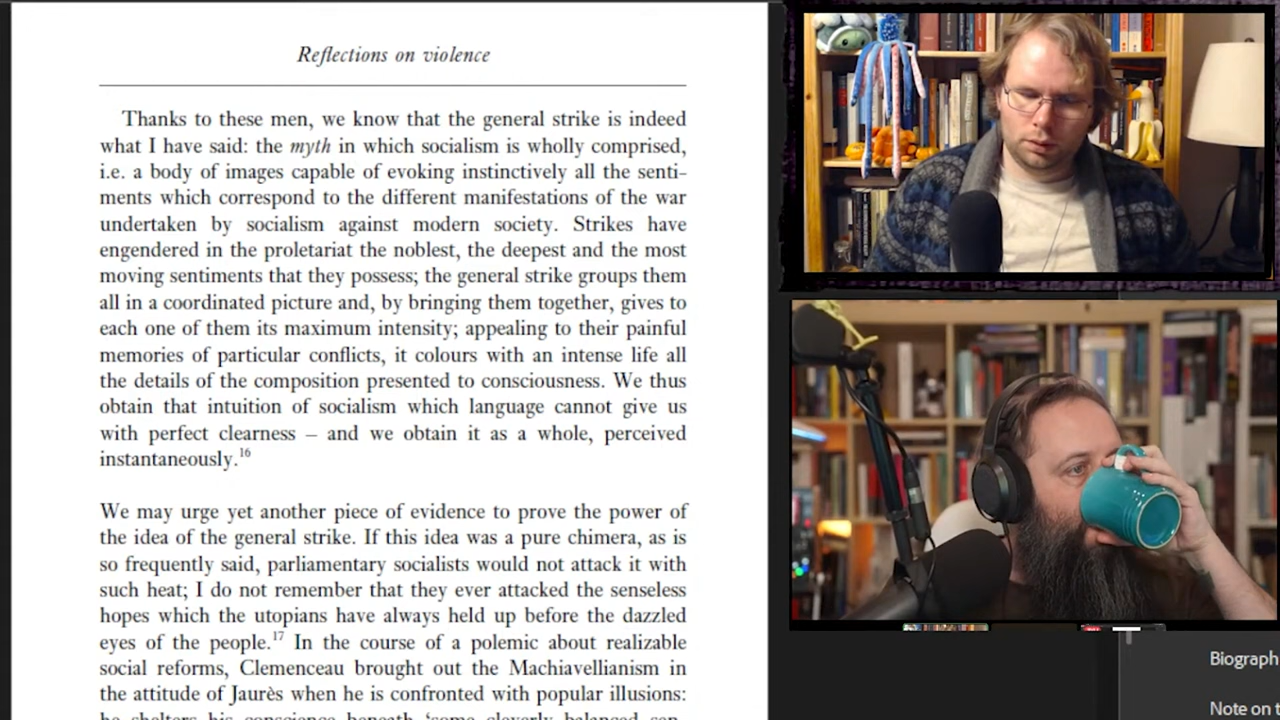 Reflections on violence
Thanks to these men, we know that the general strike is indeed
what I have said: the myth in which socialism is wholly comprised,
i.e. a body of images capable of evoking instinctively all the senti-
ments which correspond to the different manifestations of the war
undertaken by socialism against modern society. Strikes have
engendered in the proletariat the noblest, the deepest and the most
moving sentiments that they possess; the general strike groups them
all in a coordinated picture and, by bringing them together, gives to
each one of them its maximum intensity; appealing to their painful
memories of particular conflicts, it colours with an intense life all
the details of the composition presented to consciousness. We thus
obtain that intuition of socialism which language cannot give us
with perfect clearness – and we obtain it as a whole, perceived
instantaneously.16
We may urge yet another piece of evidence to prove the power of
the idea of the general strike. If this idea was a pure chimera, as is
so frequently said, parliamentary socialists would not attack it with
such heat; I do not remember that they ever attacked the senseless
hopes which the utopians have always held up before the dazzled
eyes of the people.17 In the course of a polemic about realizable
social reforms, Clemenceau brought out the Machiavellianism in
the attitude of Jaurès when he is confronted with popular illusions:
he shelters his conscience beneath ‘some cleverly balanced sen-
Biograph
Note on t